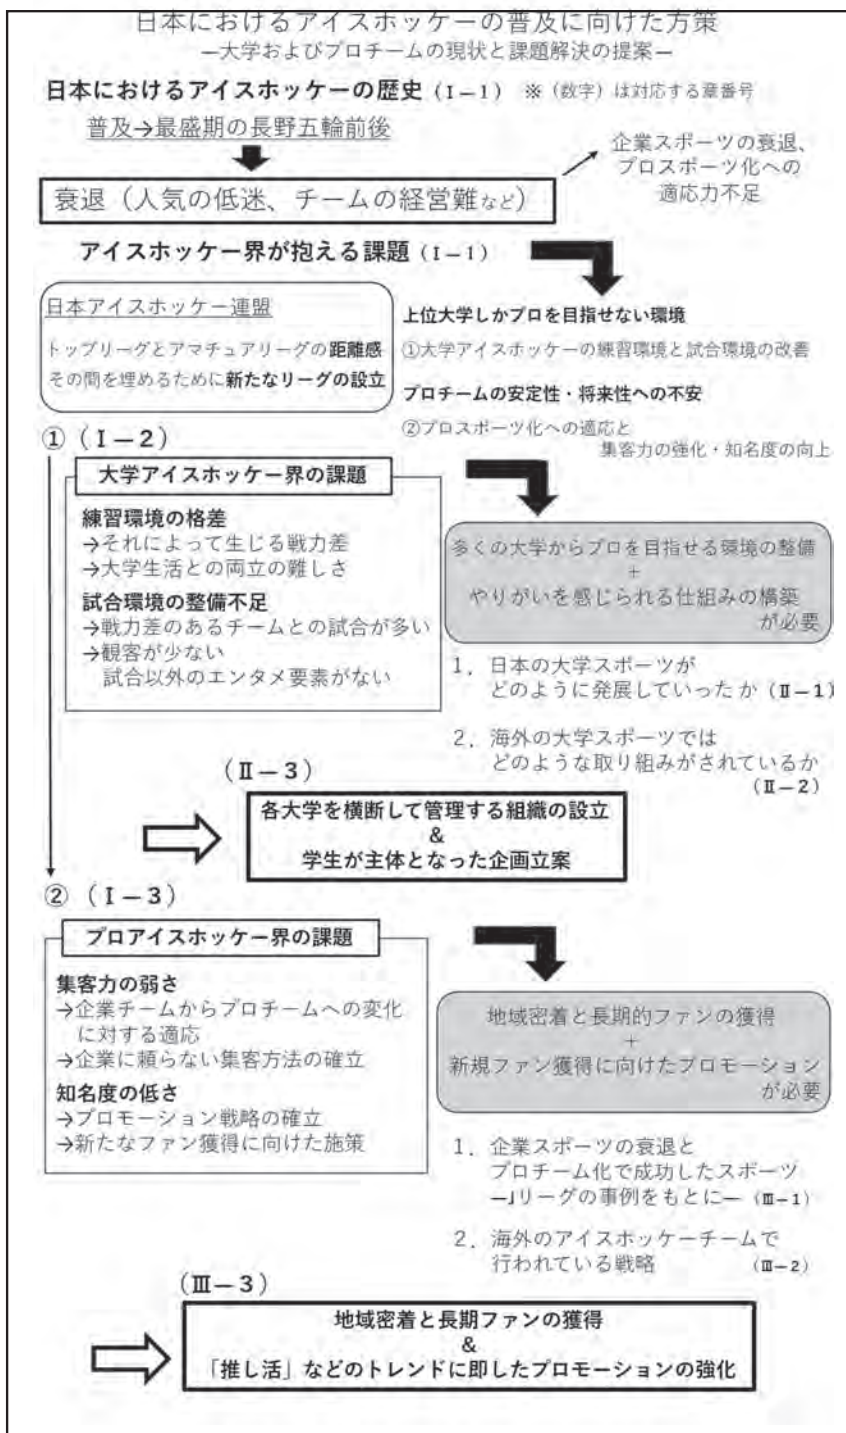 日本におけるアイスホッケーの普及に向けた方策
―大学およびプロチームの現状と課題解決の提案―
日本におけるアイスホッケーの歴史（Ⅰ−1） ※（数字）は対応する章番号
普及→最盛期の長野五輪前後
企業スポーツの衰退、
プロスポーツ化への
適応力不足
衰退（人気の低迷、チームの経営難など）
アイスホッケー界が抱える課題（Ⅰ−1）
日本アイスホッケー連盟
トップリーグとアマチュアリーグの距離感
その間を埋めるために新たなリーグの設立
上位大学しかプロを目指せない環境
①大学アイスホッケーの練習環境と試合環境の改善
プロチームの安定性・将来性への不安
②プロスポーツ化への適応と
集客力の強化・知名度の向上
①（Ⅰ−2）
大学アイスホッケー界の課題
練習環境の格差
→それによって生じる戦力差
→大学生活との両立の難しさ
試合環境の整備不足
→戦力差のあるチームとの試合が多い
→観客が少ない
試合以外のエンタメ要素がない
多くの大学からプロを目指せる環境の整備
+
やりがいを感じられる仕組みの構築
が必要
1．日本の大学スポーツが
どのように発展していったか（Ⅱ−1）
2．海外の大学スポーツでは
どのような取り組みがされているか
（Ⅱ−2）
（Ⅱ−3）
各大学を横断して管理する組織の設立
&
学生が主体となった企画立案
②（Ⅰ−3）
プロアイスホッケー界の課題
集客力の弱さ
→企業チームからプロチームへの変化
に対する適応
→企業に頼らない集客方法の確立
知名度の低さ
→プロモーション戦略の確立
→新たなファン獲得に向けた施策
地域密着と長期的ファンの獲得
+
新規ファン獲得に向けたプロモーション
が必要
1．企業スポーツの衰退と
プロチーム化で成功したスポーツ
―Jリーグの事例をもとに―（Ⅲ−1）
2．海外のアイスホッケーチームで
行われている戦略（Ⅲ−2）
（Ⅲ−3）
地域密着と長期ファンの獲得
&
「推し活」などのトレンドに即したプロモーションの強化